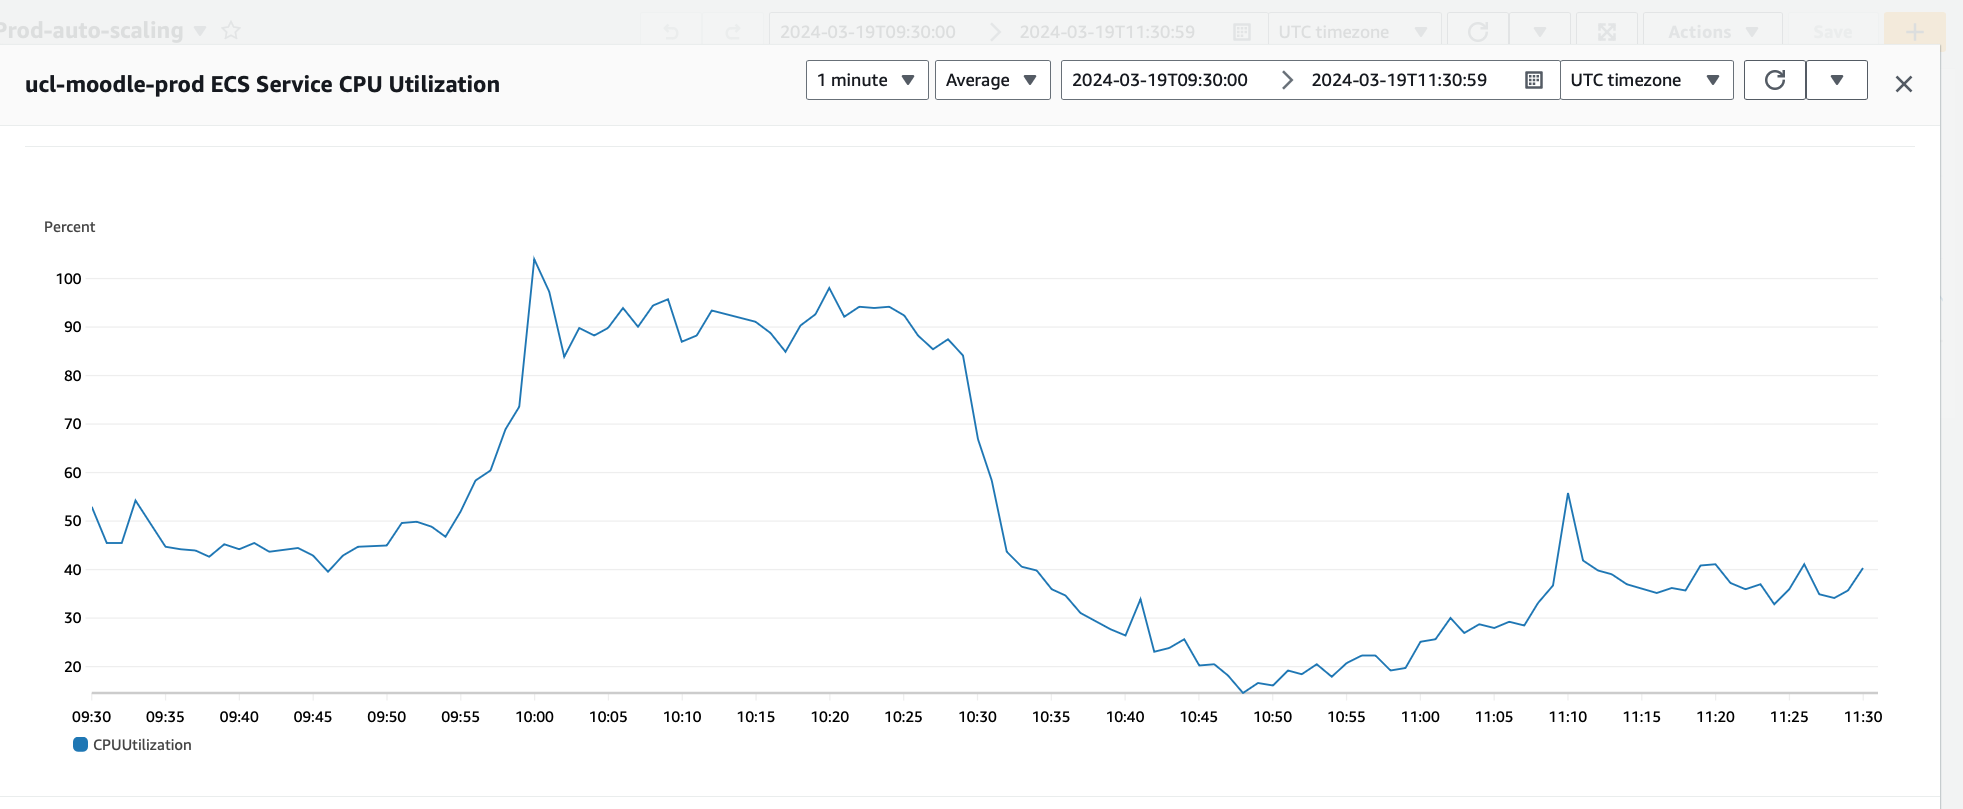 Prod-auto-scaling 2024-03-19T09:30:00 2024-03-19T11:30:59 UTC timezone Actions Save
ucl-moodle-prod ECS Service CPU Utilization 1 minute Average 2024-03-19T09:30:00 2024-03-19T11:30:59 UTC timezone
Percent
100
90
80
70
60
50
40
30
20
09:30 09:35 09:40 09:45 09:50 09:55 10:00 10:05 10:10 10:15 10:20 10:25 10:30 10:35 10:40 10:45 10:50 10:55 11:00 11:05 11:10 11:15 11:20 11:25 11:30
CPUUtilization